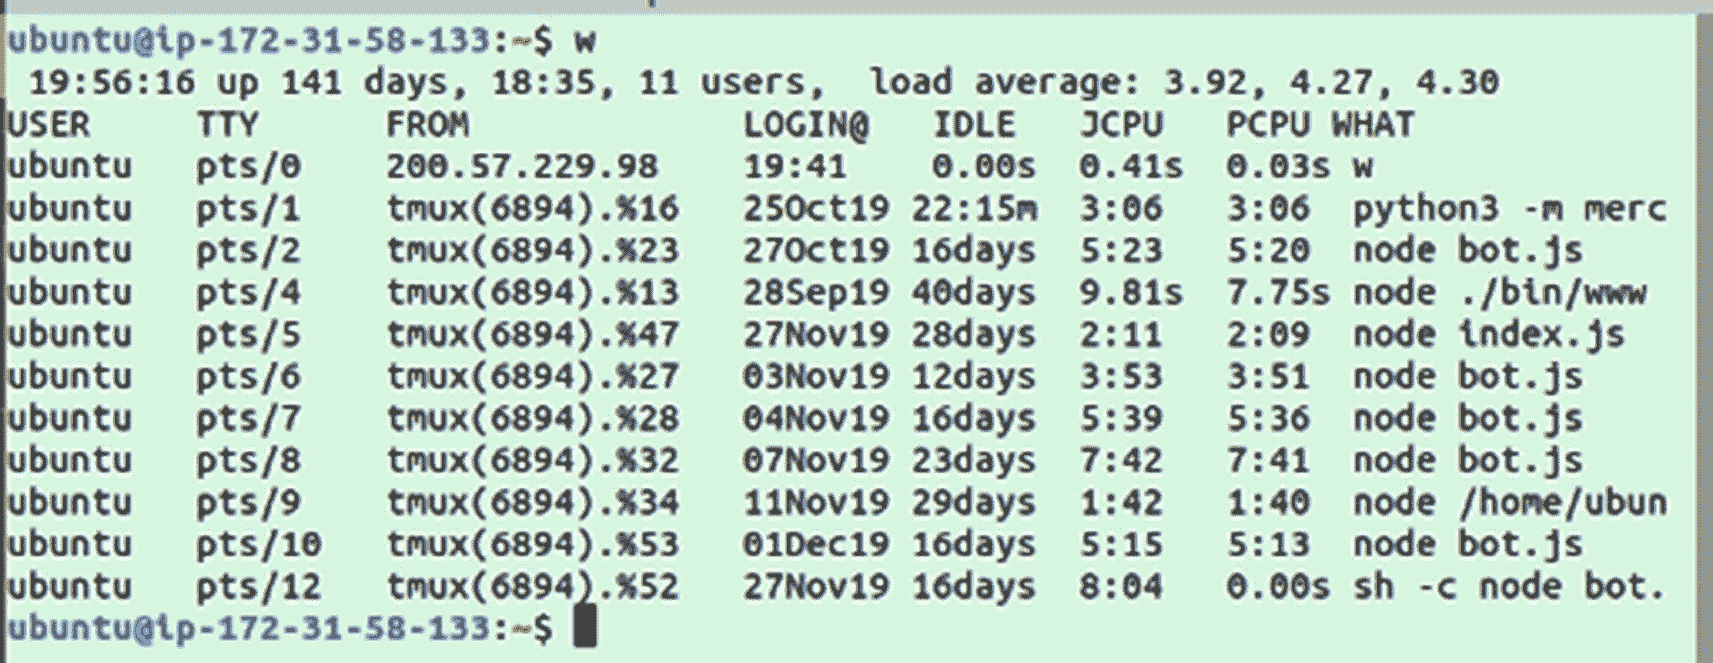 ubuntu@ip-172-31-58-133:~$ w
 19:56:16 up 141 days, 18:35, 11 users,  load average: 3.92, 4.27, 4.30
USER     TTY      FROM             LOGIN@   IDLE   JCPU   PCPU WHAT
ubuntu   pts/0    200.57.229.98    19:41    0.00s  0.41s  0.03s w
ubuntu   pts/1    tmux(6894).%16   25Oct19 22:15m  3:06   3:06  python3 -m merc
ubuntu   pts/2    tmux(6894).%23   27Oct19 16days  5:23   5:20  node bot.js
ubuntu   pts/4    tmux(6894).%13   28Sep19 40days  9.81s  7.75s node ./bin/www
ubuntu   pts/5    tmux(6894).%47   27Nov19 28days  2:11   2:09  node index.js
ubuntu   pts/6    tmux(6894).%27   03Nov19 12days  3:53   3:51  node bot.js
ubuntu   pts/7    tmux(6894).%28   04Nov19 16days  5:39   5:36  node bot.js
ubuntu   pts/8    tmux(6894).%32   07Nov19 23days  7:42   7:41  node bot.js
ubuntu   pts/9    tmux(6894).%34   11Nov19 29days  1:42   1:40  node /home/ubun
ubuntu   pts/10   tmux(6894).%53   01Dec19 16days  5:15   5:13  node bot.js
ubuntu   pts/12   tmux(6894).%52   27Nov19 16days  8:04   0.00s sh -c node bot.
ubuntu@ip-172-31-58-133:~$